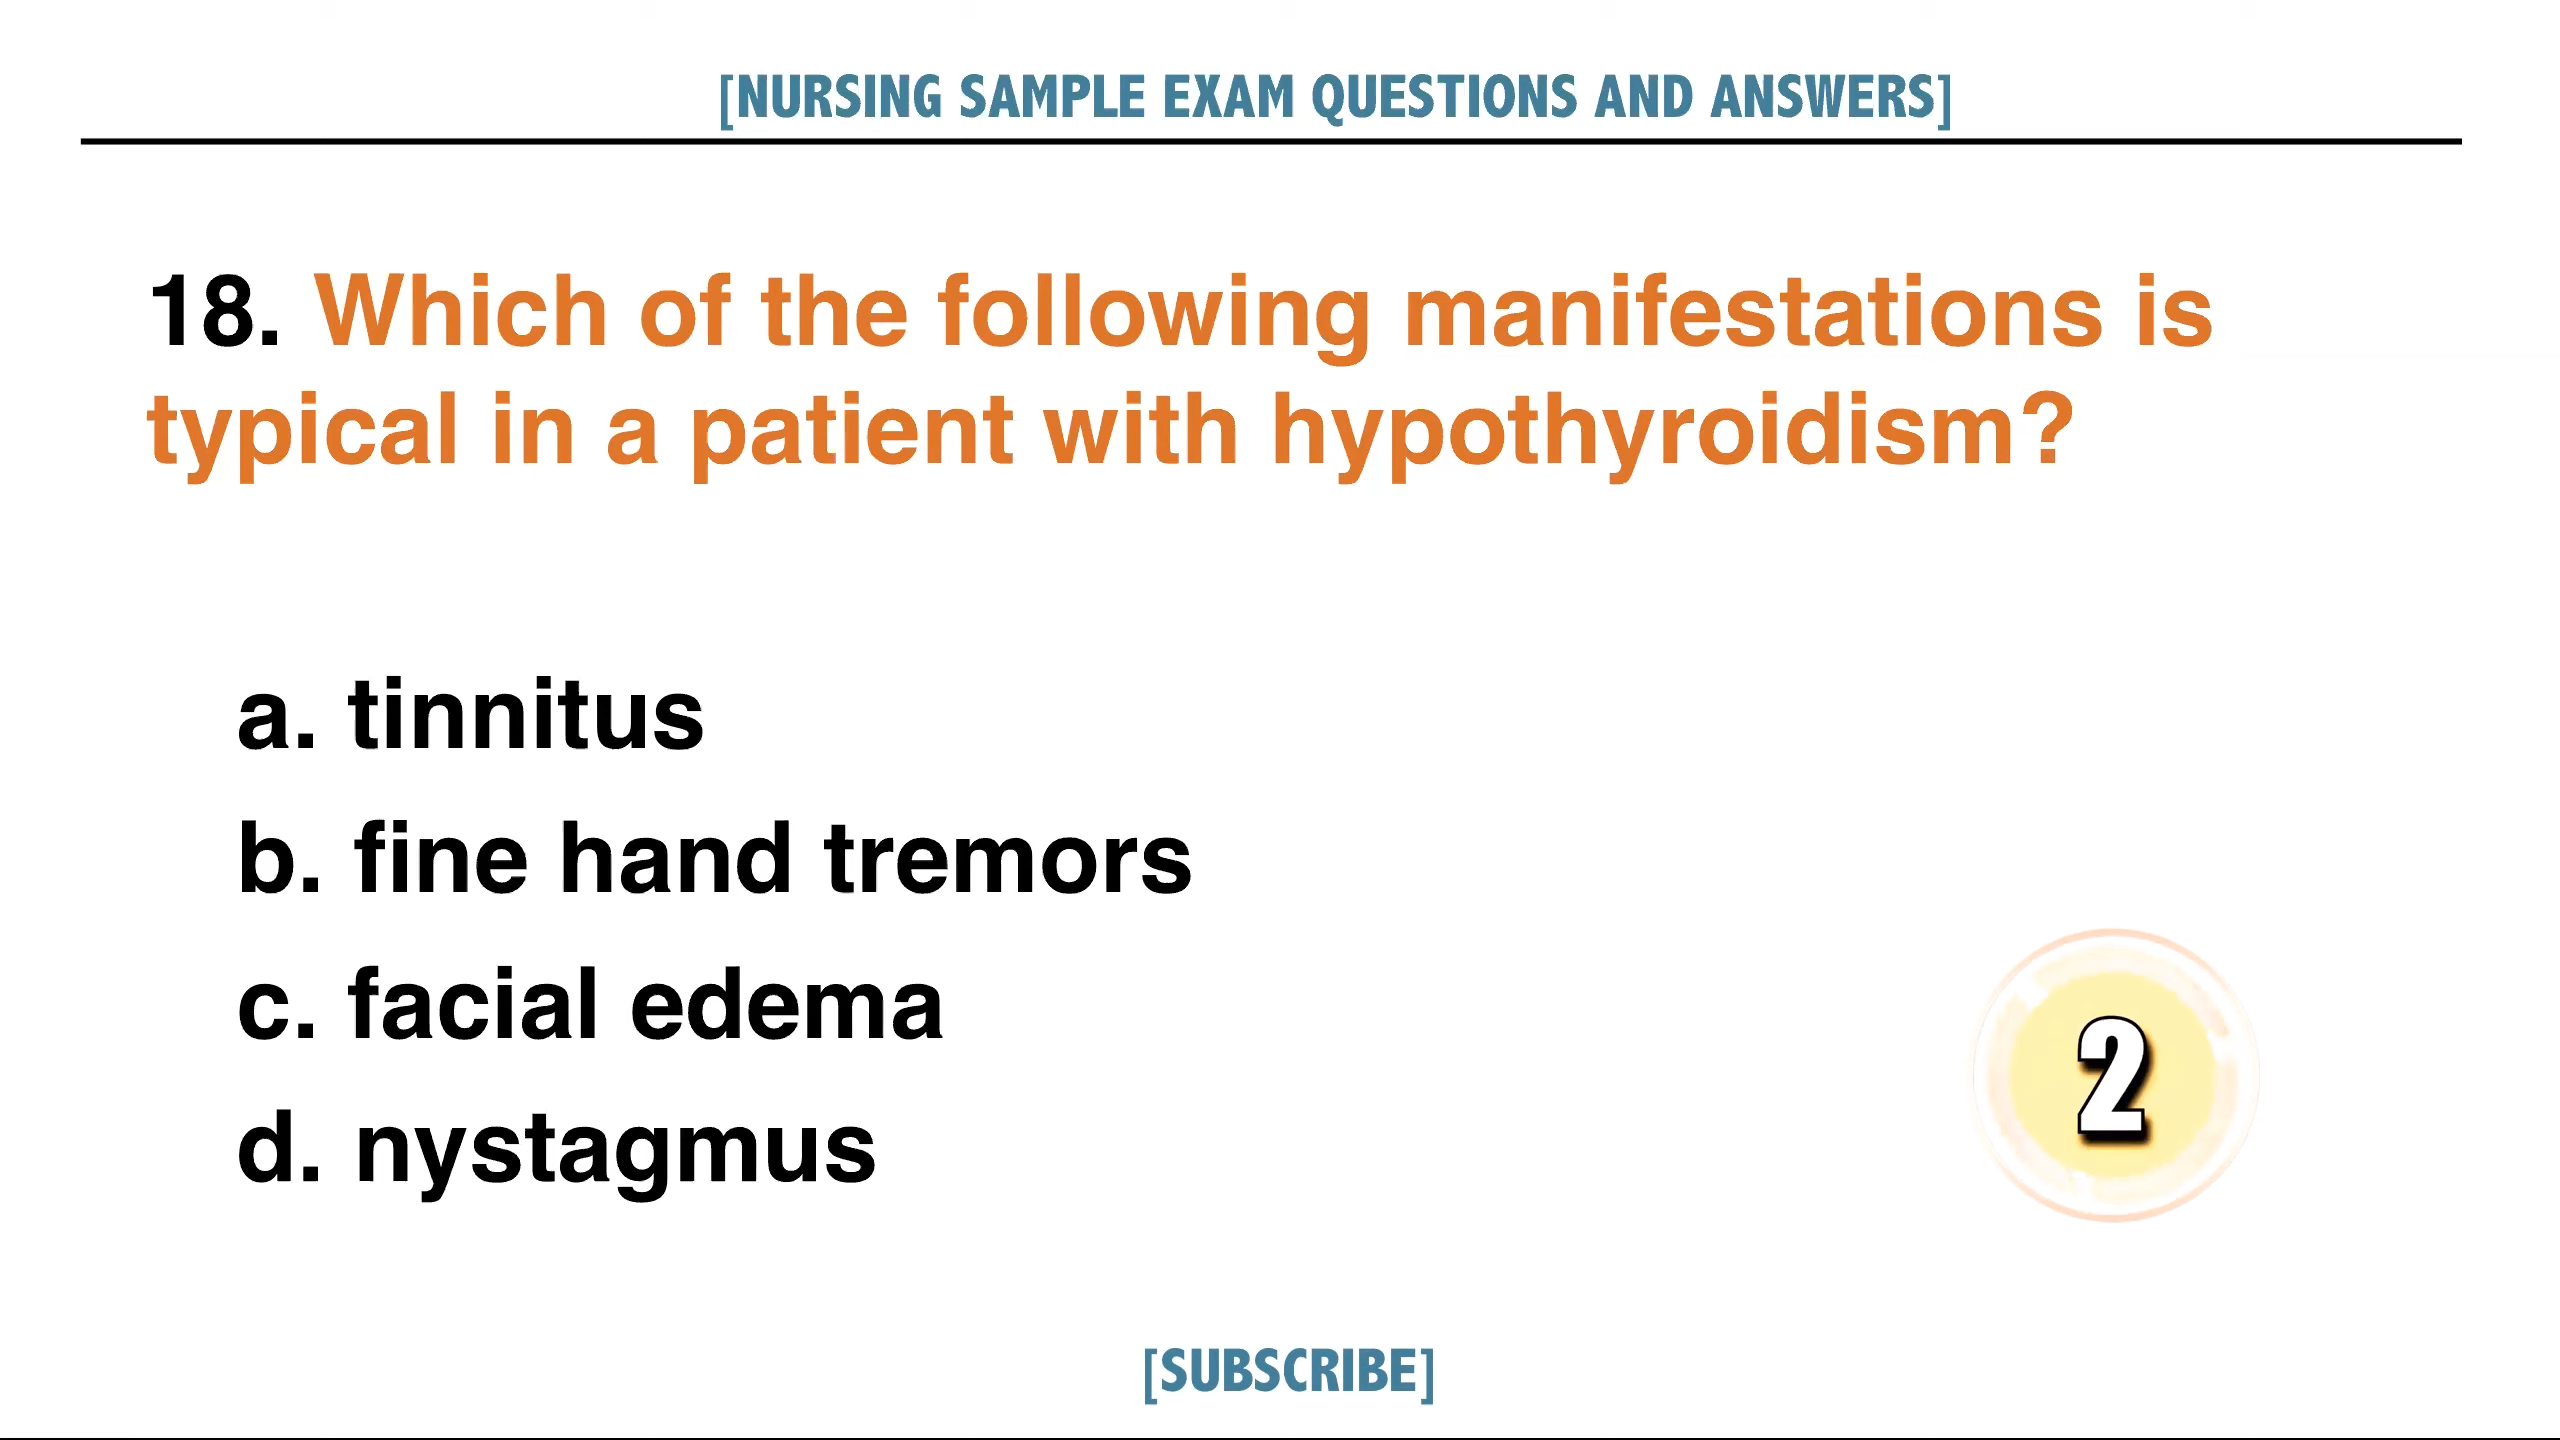 [NURSING SAMPLE EXAM QUESTIONS AND ANSWERS]
18. Which of the following manifestations is
typical in a patient with hypothyroidism?
a. tinnitus
b. fine hand tremors
c. facial edema
d. nystagmus
2
[SUBSCRIBE]